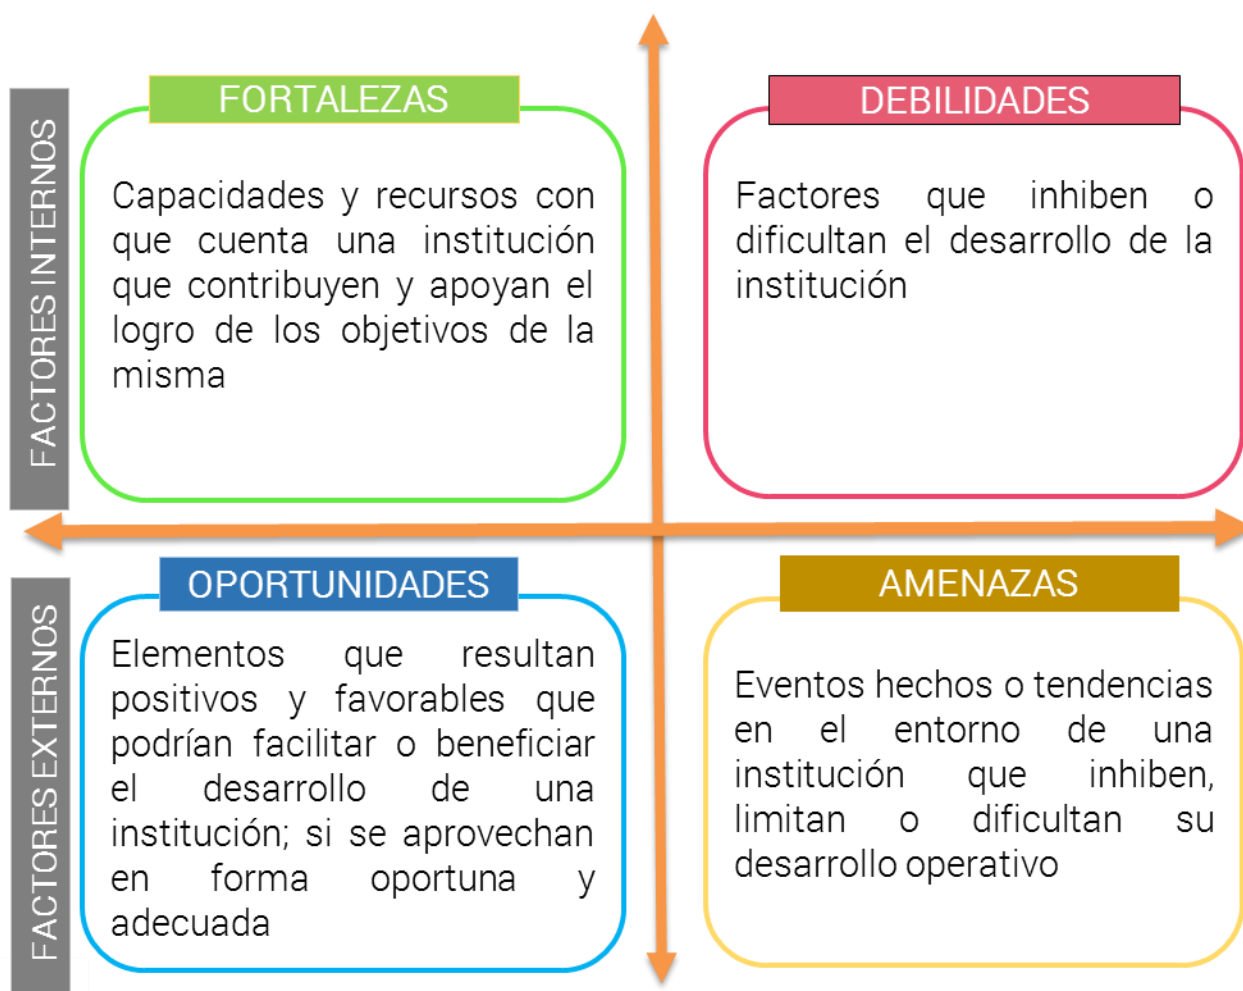 FACTORES INTERNOS
FORTALEZAS
Capacidades y recursos con
que cuenta una institución
que contribuyen y apoyan el
logro de los objetivos de la
misma
DEBILIDADES
Factores que inhiben o
dificultan el desarrollo de la
institución
FACTORES EXTERNOS
OPORTUNIDADES
Elementos que resultan
positivos y favorables que
podrían facilitar o beneficiar
el desarrollo de una
institución; si se aprovechan
en forma oportuna y
adecuada
AMENAZAS
Eventos hechos o tendencias
en el entorno de una
institución que inhiben,
limitan o dificultan su
desarrollo operativo